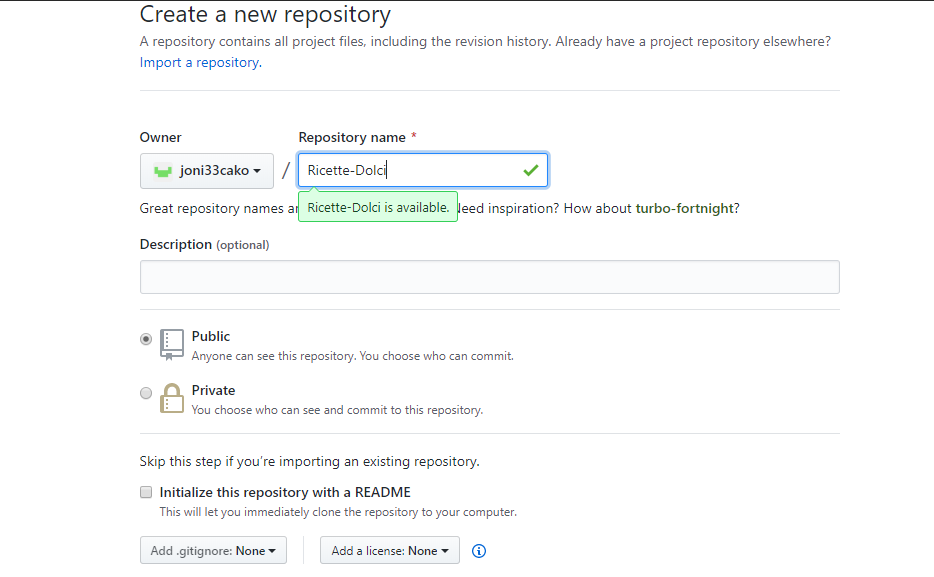 Create a new repository
A repository contains all project files, including the revision history. Already have a project repository elsewhere?
Import a repository.
Owner
Repository name *
joni33cako
/
Ricette-Dolci
Great repository names
Ricette-Dolci is available.
eed inspiration? How about turbo-fortnight?
Description (optional)
Public
Anyone can see this repository. You choose who can commit.
Private
You choose who can see and commit to this repository.
Skip this step if you’re importing an existing repository.
Initialize this repository with a README
This will let you immediately clone the repository to your computer.
Add .gitignore: None
Add a license: None